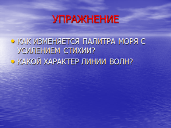 УПРАЖНЕНИЕ
КАК ИЗМЕНЯЕТСЯ ПАЛИТРА МОРЯ С
УСИЛЕНИЕМ СТИХИИ?
КАКОЙ ХАРАКТЕР ЛИНИИ ВОЛН?